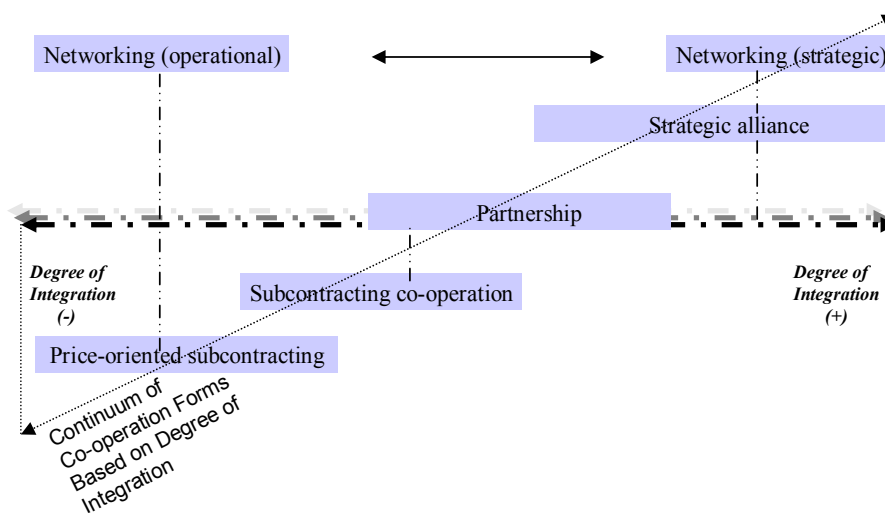 Networking (operational)
Networking (strategic)
Strategic alliance
Partnership
Degree of
Integration
(-)
Degree of
Integration
(+)
Subcontracting co-operation
Price-oriented subcontracting
Continuum of
Co-operation Forms
Based on Degree of
Integration